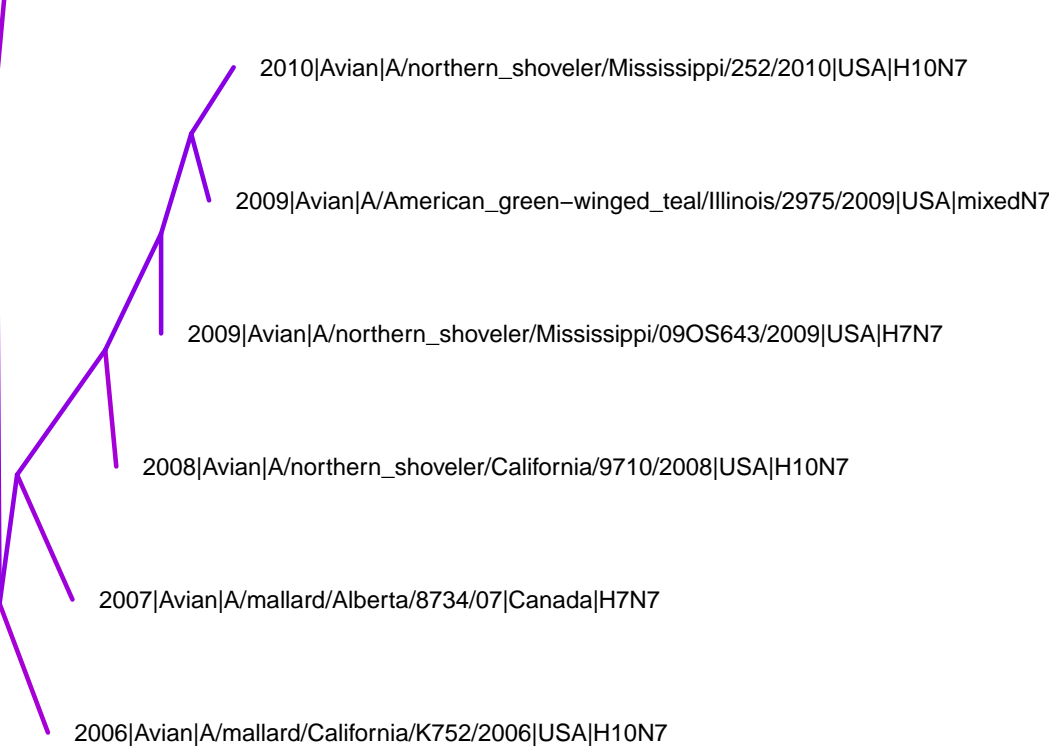 2010|Avian|A/northern_shoveler/Mississippi/252/2010|USA|H10N7
2009|Avian|A/American_green−winged_teal/Illinois/2975/2009|USA|mixedN7
2009|Avian|A/northern_shoveler/Mississippi/09OS643/2009|USA|H7N7
2008|Avian|A/northern_shoveler/California/9710/2008|USA|H10N7
2007|Avian|A/mallard/Alberta/8734/07|Canada|H7N7
2006|Avian|A/mallard/California/K752/2006|USA|H10N7